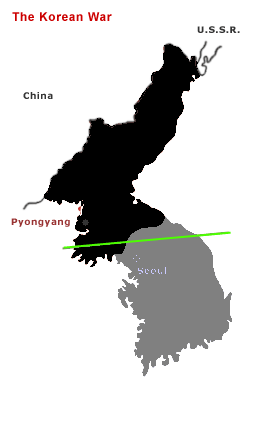 The Korean War
U.S.S.R.
China
Pyongyang
Seoul